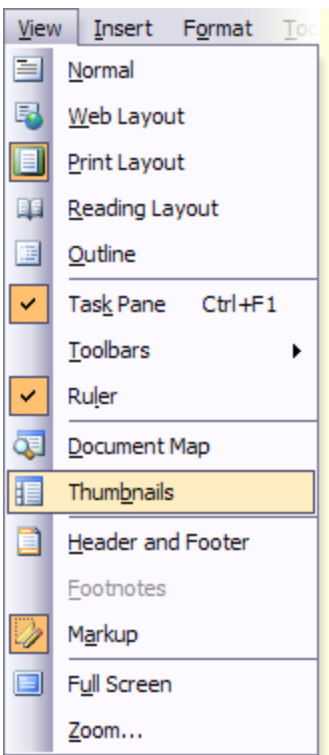 View Insert Format
Normal
Web Layout
Print Layout
Reading Layout
Outline
Task Pane Ctrl+F1
Toolbars
Ruler
Document Map
Thumbnails
Header and Footer
Footnotes
Markup
Full Screen
Zoom...